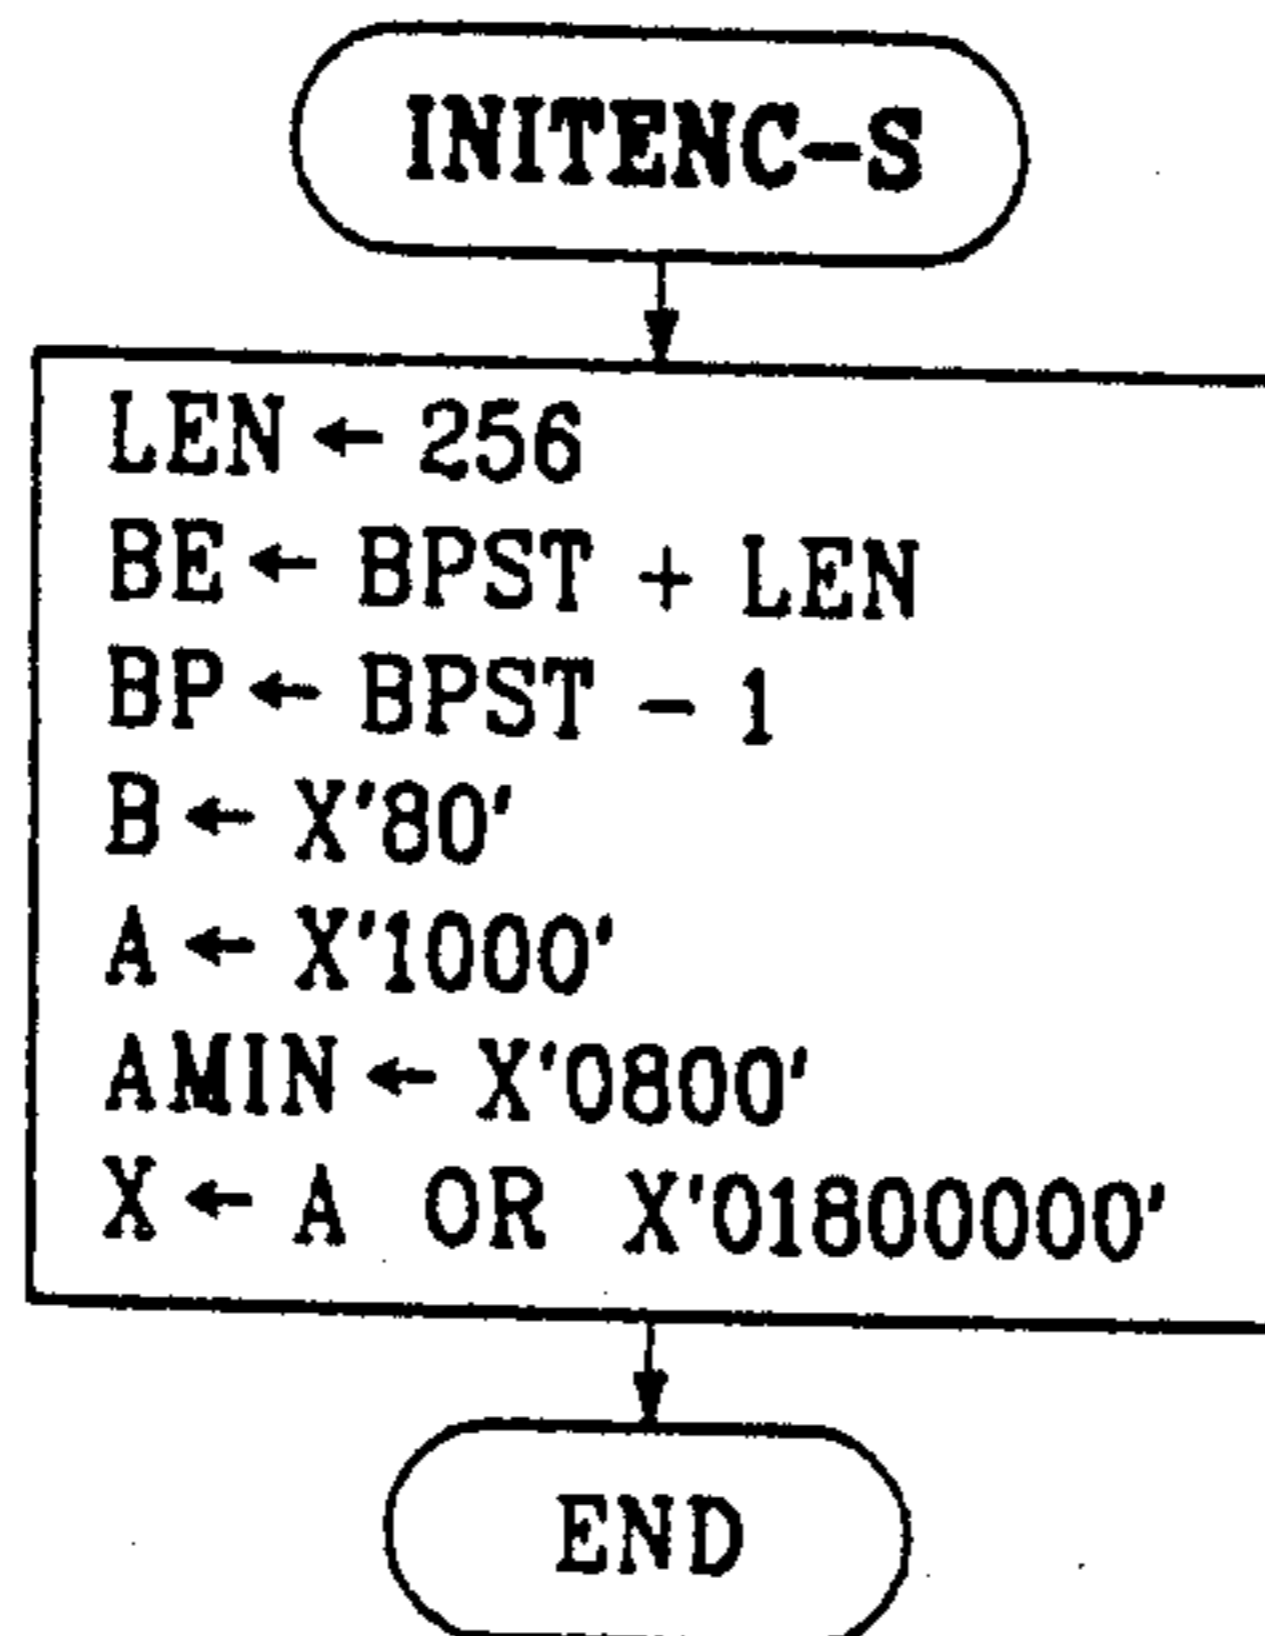 INITENC-S
LEN ← 256
BE ← BPST + LEN
BP ← BPST - 1
B ← X'80'
A ← X'1000'
AMIN ← X'0800'
X ← A OR X'01800000'
END